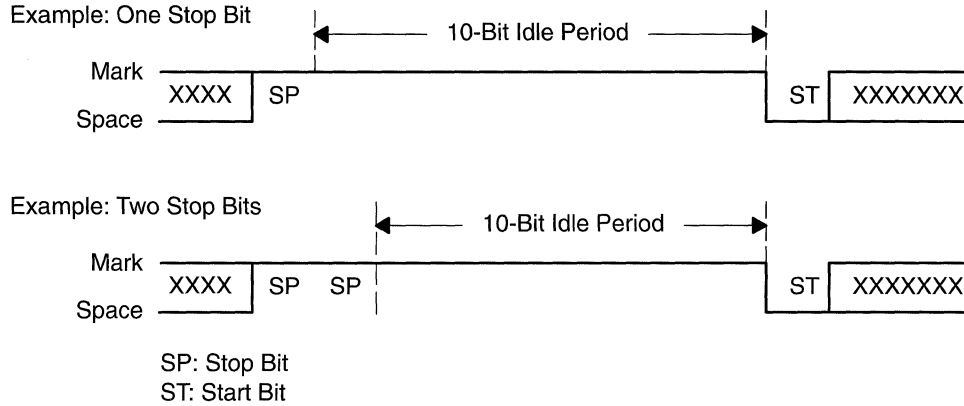 Example: One Stop Bit
10-Bit Idle Period
Mark
XXXX SP ST XXXXXXX
Space
Example: Two Stop Bits
10-Bit Idle Period
Mark
XXXX SP SP ST XXXXXXX
Space
SP: Stop Bit
ST: Start Bit